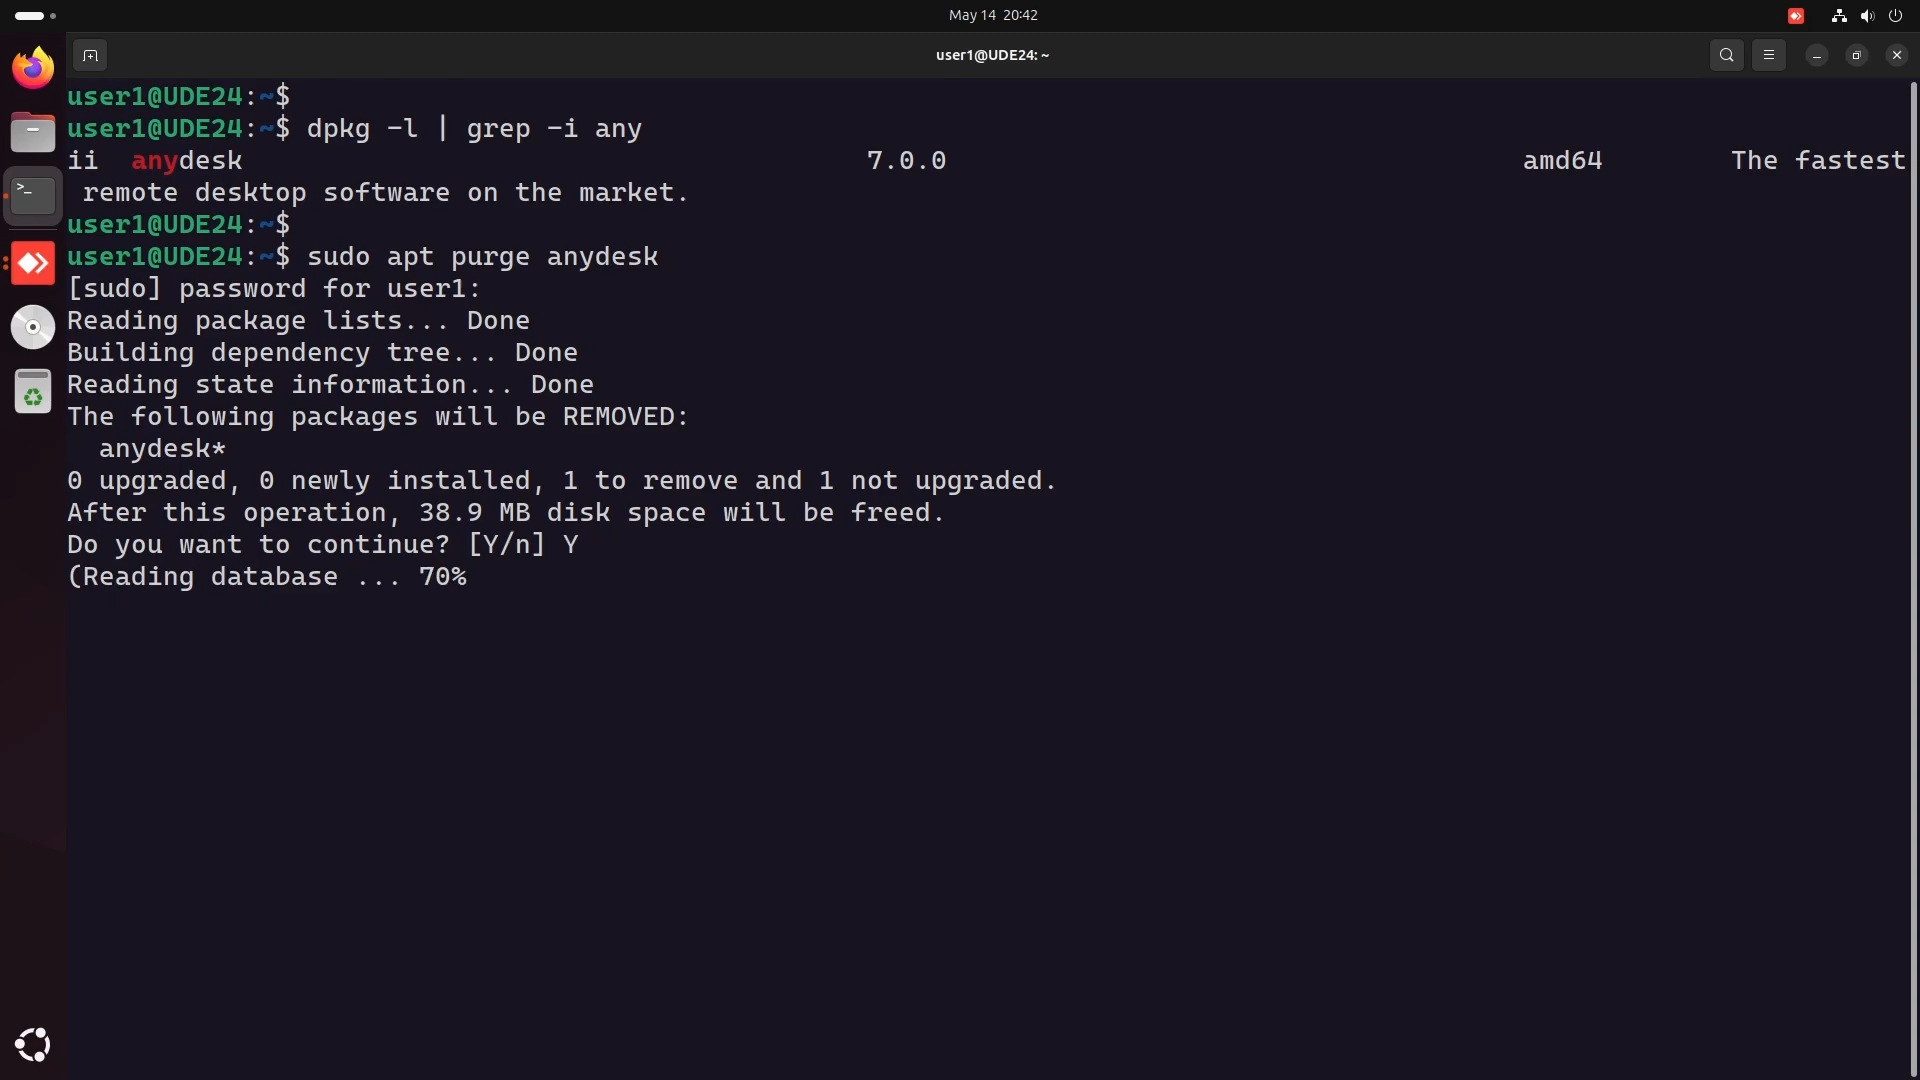 May 14 20:42
user1@UDE24: ~
user1@UDE24:~$
user1@UDE24:~$ dpkg -l | grep -i any
ii  anydesk                                       7.0.0                                    amd64        The fastest
 remote desktop software on the market.
user1@UDE24:~$
user1@UDE24:~$ sudo apt purge anydesk
[sudo] password for user1:
Reading package lists... Done
Building dependency tree... Done
Reading state information... Done
The following packages will be REMOVED:
  anydesk*
0 upgraded, 0 newly installed, 1 to remove and 1 not upgraded.
After this operation, 38.9 MB disk space will be freed.
Do you want to continue? [Y/n] Y
(Reading database ... 70%